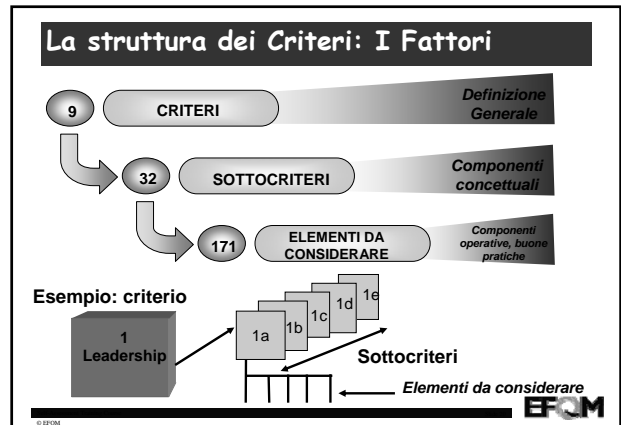 La struttura dei Criteri: I Fattori
9
CRITERI
Definizione
Generale
32
SOTTOCRITERI
Componenti
concettuali
171
ELEMENTI DA
CONSIDERARE
Componenti
operative, buone
pratiche
Esempio: criterio
1
Leadership
1a
1b
1c
1d
1e
Sottocriteri
Elementi da considerare
© EFQM
EFQM